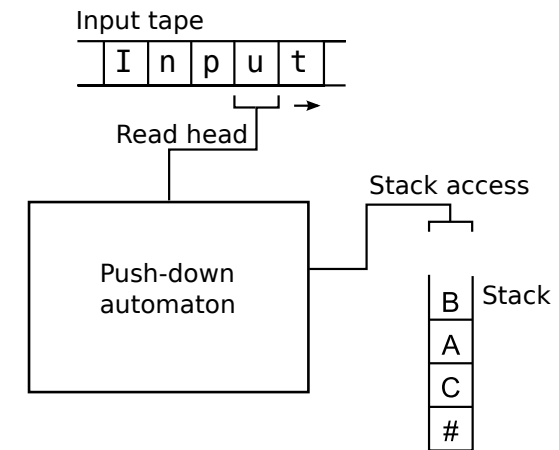 Input tape
I n p u t
Read head
Stack access
Push-down
automaton
B
Stack
A
C
#